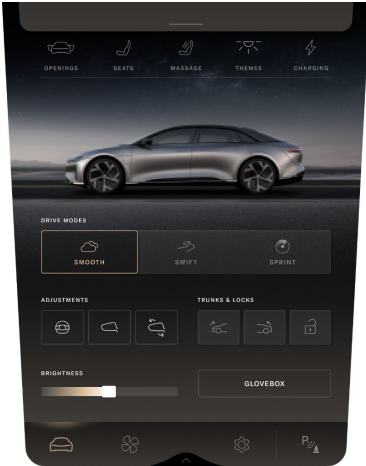 OPENINGS SEATS MASSAGE THEMES CHARGING
DRIVE MODES
SMOOTH SWIFT SPRINT
ADJUSTMENTS TRUNKS & LOCKS
BRIGHTNESS
GLOVEBOX
P